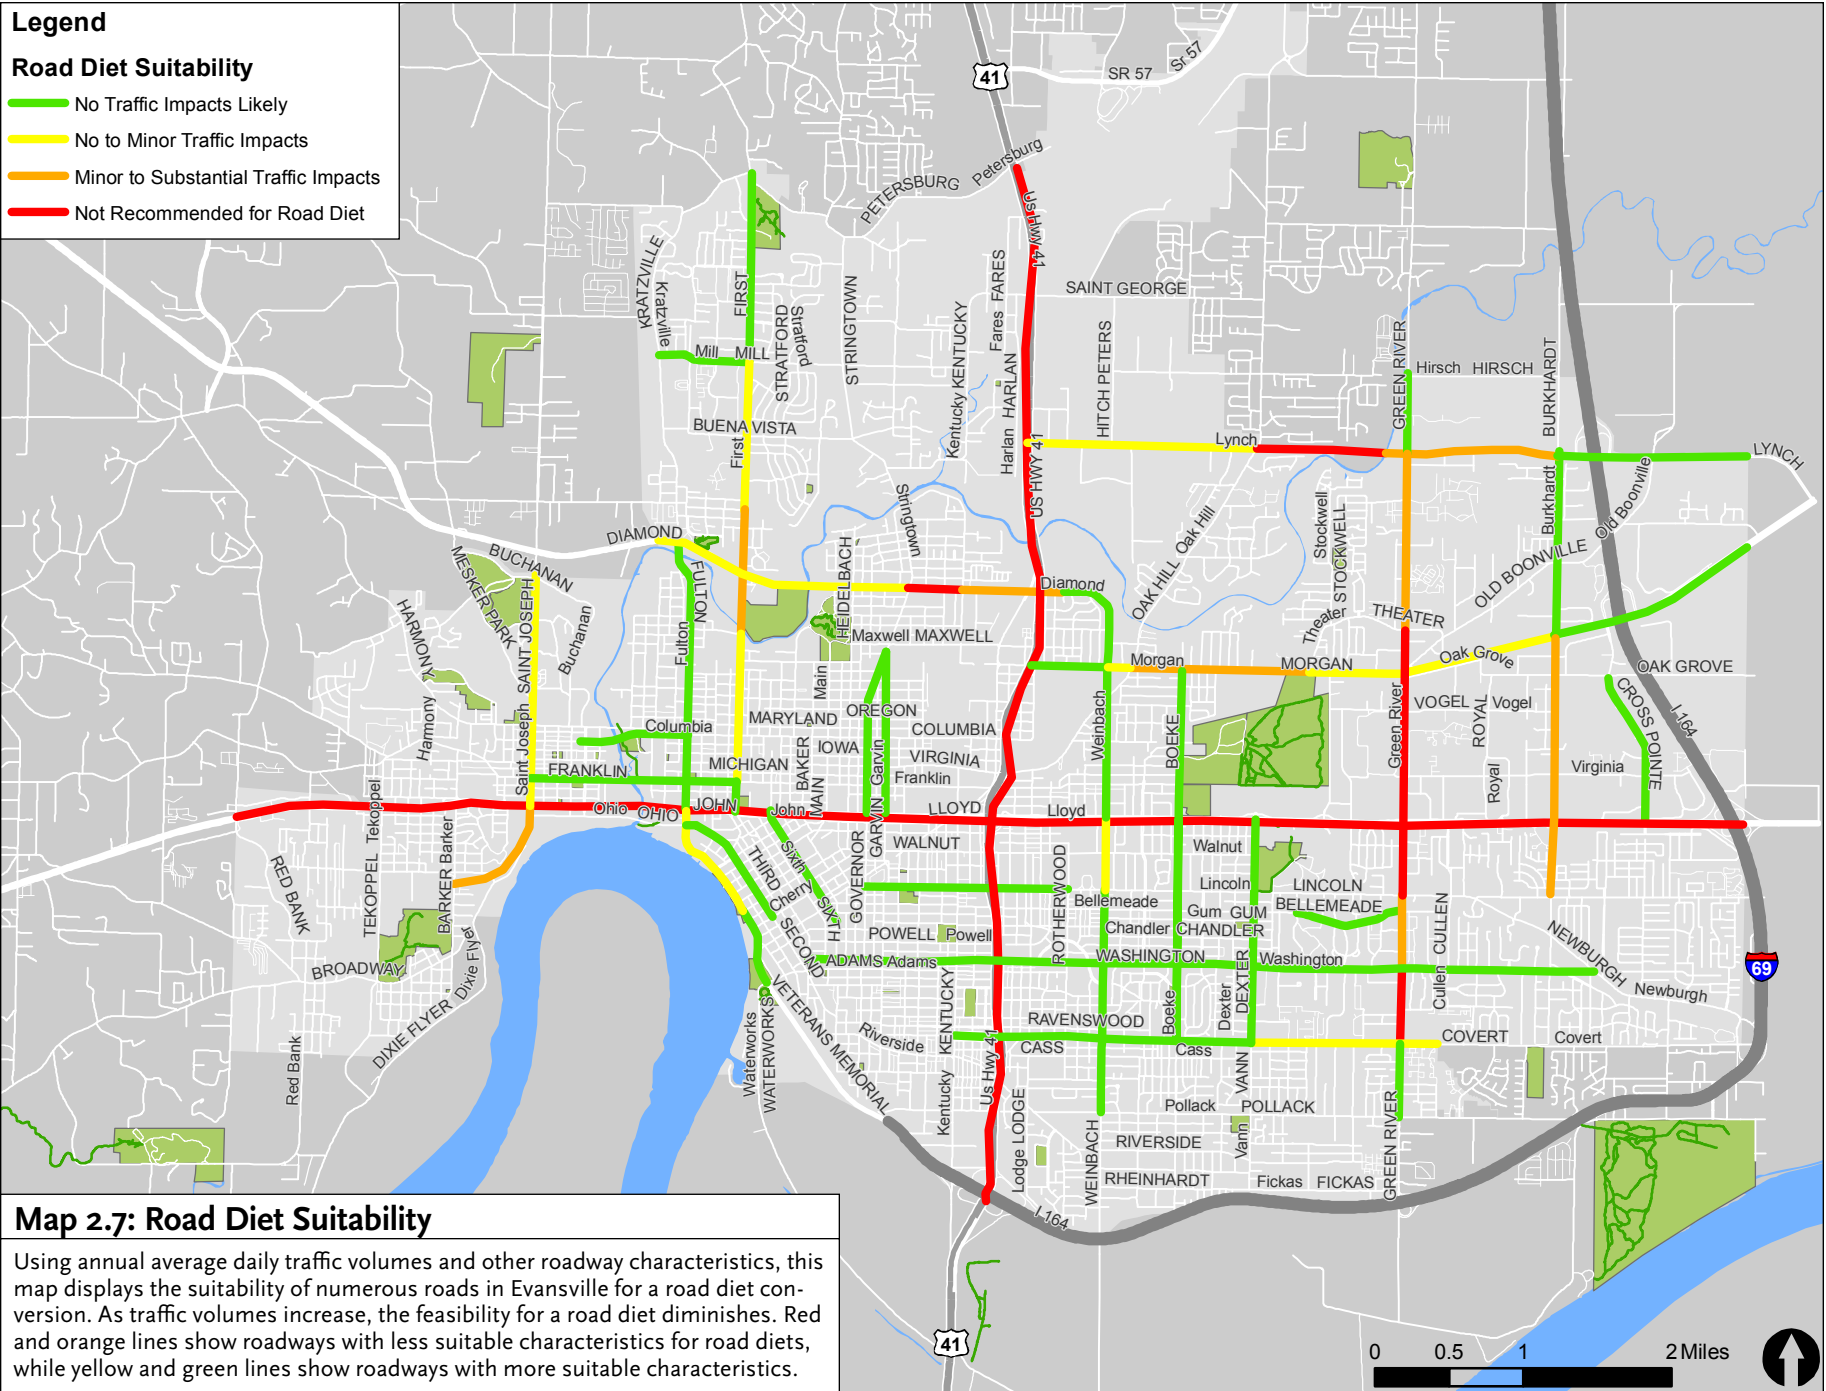 Legend
Road Diet Suitability
No Traffic Impacts Likely
No to Minor Traffic Impacts
Minor to Substantial Traffic Impacts
Not Recommended for Road Diet
41
SR 57
Sr 57
Petersburg
PETERSBURG
Us Hwy 41
KRATZVILLE
Kratzville
FIRST
STRATFORD
Stratford
STRINGTOWN
Kentucky KENTUCKY
Fares FARES
Harlan HARLAN
SAINT GEORGE
HITCH PETERS
GREEN RIVER
Hirsch HIRSCH
BURKHARDT
Mill MILL
BUENA VISTA
First
US HWY 41
Lynch
LYNCH
Burkhardt
Old Boonville
OLD BOONVILLE
Stringtown
DIAMOND
BUCHANAN
MESKER PARK
FULTON
HEIDELBACH
Diamond
OAK HILL Oak Hill
Stockwell
STOCKWELL
Theater
THEATER
HARMONY
Harmony
Saint Joseph SAINT JOSEPH
Buchanan
Fulton
Maxwell MAXWELL
Main
Morgan
MORGAN
Oak Grove
OAK GROVE
Columbia
MARYLAND
OREGON
COLUMBIA
IOWA
VIRGINIA
Garvin
Franklin
BAKER
MAIN
MICHIGAN
FRANKLIN
Weinbach
BOEKE
Green River
VOGEL
Vogel
ROYAL
Royal
CROSS POINTE
Virginia
I 164
Tekoppel
TEKOPPEL
Ohio
OHIO
JOHN
John
LLOYD
Lloyd
RED BANK
BARKER Barker
THIRD
Cherry
Sixth
SIXTH
SECOND
GOVERNOR
GARVIN
WALNUT
ROTHERWOOD
Walnut
Lincoln
LINCOLN
BELLEMEADE
Bellemeade
Gum GUM
Chandler CHANDLER
POWELL Powell
CULLEN
Cullen
BROADWAY
Dixie Flyer
DIXIE FLYER
ADAMS Adams
WASHINGTON
Washington
NEWBURGH
Newburgh
69
Red Bank
Waterworks
WATERWORKS
VETERANS MEMORIAL
Riverside
KENTUCKY
Kentucky
RAVENSWOOD
CASS
Cass
Boeke
Dexter
DEXTER
COVERT
Covert
Us Hwy 41
Lodge LODGE
WEINBACH
Pollack
POLLACK
VANN
Vann
RIVERSIDE
RHEINHARDT
Fickas
FICKAS
GREEN RIVER
I 164
41
Map 2.7: Road Diet Suitability
Using annual average daily traffic volumes and other roadway characteristics, this
map displays the suitability of numerous roads in Evansville for a road diet con-
version. As traffic volumes increase, the feasibility for a road diet diminishes. Red
and orange lines show roadways with less suitable characteristics for road diets,
while yellow and green lines show roadways with more suitable characteristics.
0 0.5 1 2 Miles